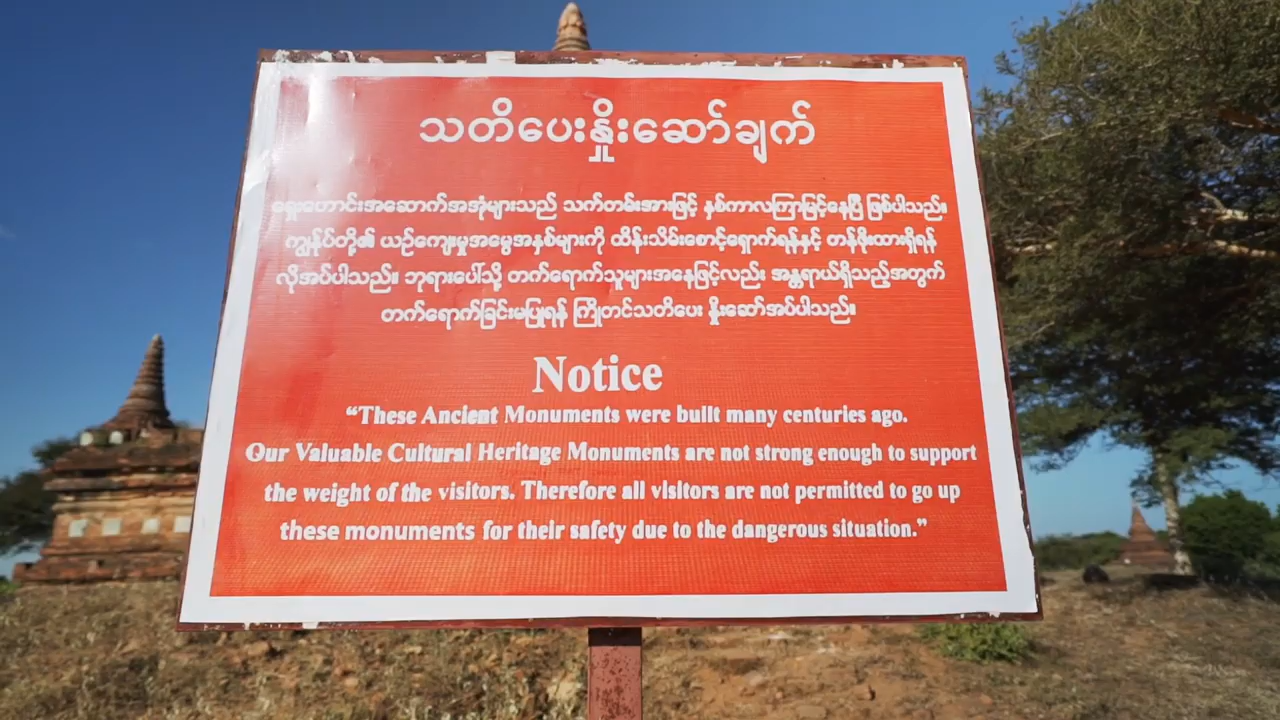 သတိပေးနှိုးဆော်ချက်
ရှေးဟောင်းအဆောက်အအုံများသည် သက်တမ်းအားဖြင့် နှစ်ကာလကြာမြင့်နေပြီ ဖြစ်ပါသည်။
ကျွန်ုပ်တို့၏ ယဉ်ကျေးမှုအမွေအနှစ်များကို ထိန်းသိမ်းစောင့်ရှောက်ရန်နှင့် တန်ဖိုးထားရှိရန်
လိုအပ်ပါသည်။ ဘုရားပေါ်သို့ တက်ရောက်သူများအနေဖြင့်လည်း အန္တရာယ်ရှိသည့်အတွက်
တက်ရောက်ခြင်းမပြုရန် ကြိုတင်သတိပေး နှိုးဆော်အပ်ပါသည်။
Notice
“These Ancient Monuments were built many centuries ago.
Our Valuable Cultural Heritage Monuments are not strong enough to support
the weight of the visitors. Therefore all visitors are not permitted to go up
these monuments for their safety due to the dangerous situation.”